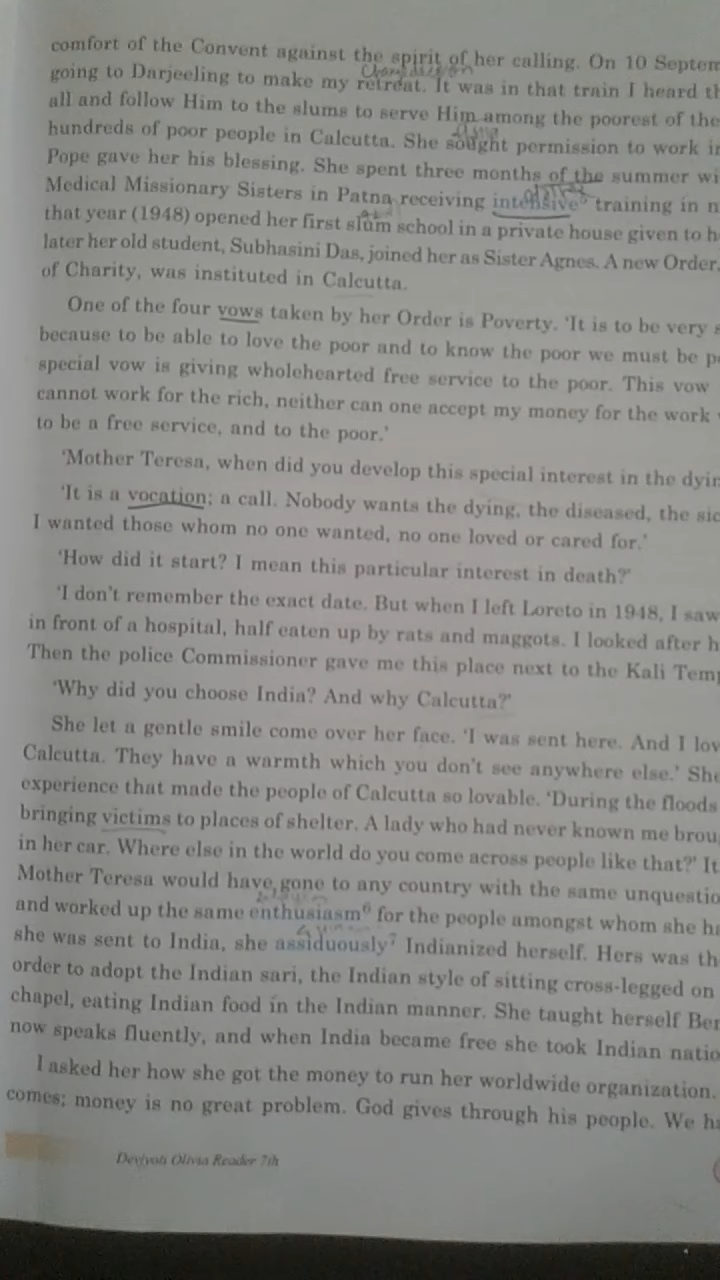 comfort of the Convent against the spirit of her calling. On 10 Septem
going to Darjeeling to make my retreat. It was in that train I heard th
all and follow Him to the slums to serve Him among the poorest of the
hundreds of poor people in Calcutta. She sought permission to work in
Pope gave her his blessing. She spent three months of the summer wi
Medical Missionary Sisters in Patna receiving intensive5 training in n
that year (1948) opened her first slum school in a private house given to h
later her old student, Subhasini Das, joined her as Sister Agnes. A new Order,
of Charity, was instituted in Calcutta.
One of the four vows taken by her Order is Poverty. 'It is to be very s
because to be able to love the poor and to know the poor we must be p
special vow is giving wholehearted free service to the poor. This vow
cannot work for the rich, neither can one accept my money for the work
to be a free service, and to the poor.'
'Mother Teresa, when did you develop this special interest in the dyin
'It is a vocation; a call. Nobody wants the dying, the diseased, the sic
I wanted those whom no one wanted, no one loved or cared for.'
'How did it start? I mean this particular interest in death?'
'I don't remember the exact date. But when I left Loreto in 1948, I saw
in front of a hospital, half eaten up by rats and maggots. I looked after h
Then the police Commissioner gave me this place next to the Kali Temp
'Why did you choose India? And why Calcutta?'
She let a gentle smile come over her face. 'I was sent here. And I lov
Calcutta. They have a warmth which you don't see anywhere else.' She
experience that made the people of Calcutta so lovable. 'During the floods
bringing victims to places of shelter. A lady who had never known me brou
in her car. Where else in the world do you come across people like that?' It
Mother Teresa would have gone to any country with the same unquestio
and worked up the same enthusiasm6 for the people amongst whom she ha
she was sent to India, she assiduously7 Indianized herself. Hers was th
order to adopt the Indian sari, the Indian style of sitting cross-legged on
chapel, eating Indian food in the Indian manner. She taught herself Ben
now speaks fluently, and when India became free she took Indian natio
I asked her how she got the money to run her worldwide organization.
comes; money is no great problem. God gives through his people. We ha
Devjyoti Olivia Reader 7th